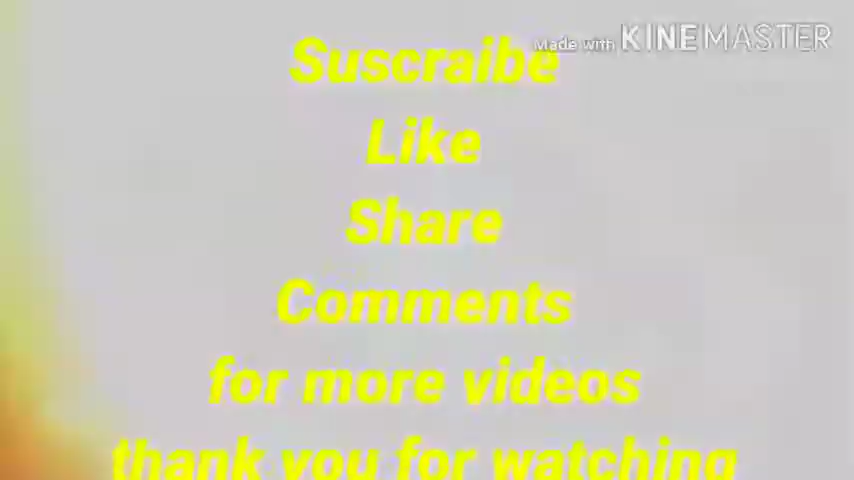 Made with KINEMASTER
Suscraibe
Like
Share
Comments
for more videos
thank you for watching